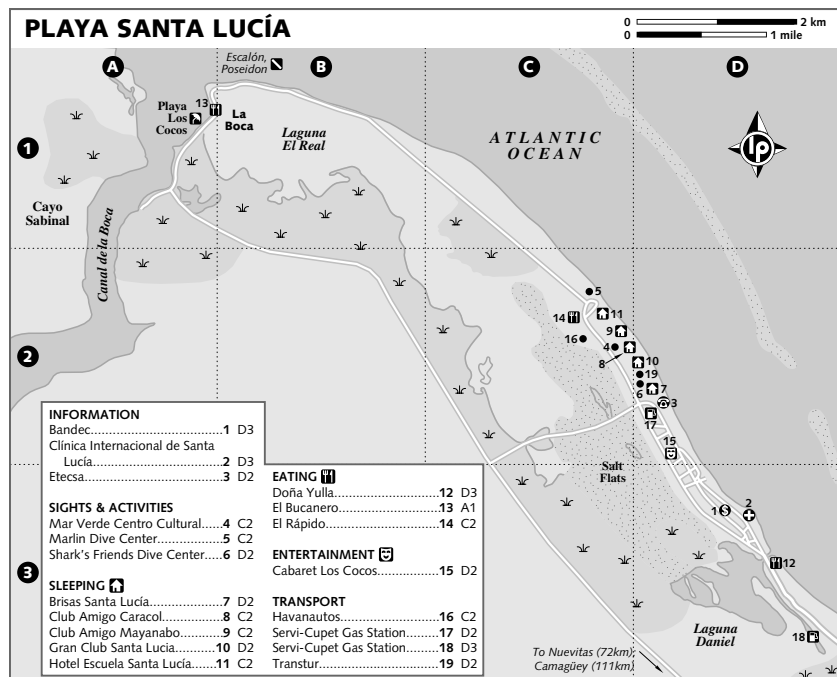 PLAYA SANTA LUCÍA
0 2 km
0 1 mile
A
B
C
D
Escalón,
Poseidon
13
Playa
Los
Cocos
La
Boca
Laguna
El Real
ATLANTIC
OCEAN
lp
1
Cayo
Sabinal
Canal de la Boca
5
14
11
9
16
4
8
10
19
6
7
3
17
15
2
Salt
Flats
1
2
12
18
3
Laguna
Daniel
To Nuevitas (72km);
Camagüey (111km)
INFORMATION
Bandec 1 D3
Clínica Internacional de Santa
Lucía 2 D3
Etecsa 3 D2
SIGHTS & ACTIVITIES
Mar Verde Centro Cultural 4 C2
Marlin Dive Center 5 C2
Shark's Friends Dive Center 6 D2
SLEEPING
Brisas Santa Lucía 7 D2
Club Amigo Caracol 8 C2
Club Amigo Mayanabo 9 C2
Gran Club Santa Lucia 10 D2
Hotel Escuela Santa Lucía 11 C2
EATING
Doña Yulla 12 D3
El Bucanero 13 A1
El Rápido 14 C2
ENTERTAINMENT
Cabaret Los Cocos 15 D2
TRANSPORT
Havanautos 16 C2
Servi-Cupet Gas Station 17 D2
Servi-Cupet Gas Station 18 D3
Transtur 19 D2